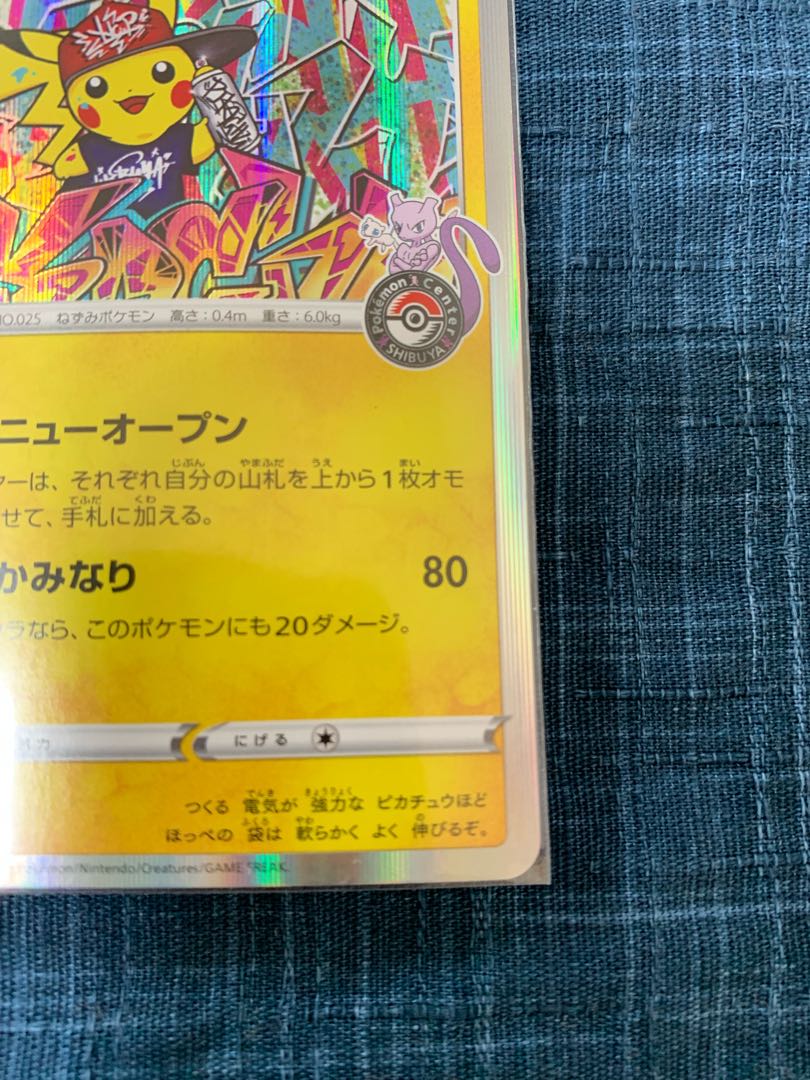 NO.025 ねずみポケモン 高さ：0.4m 重さ：6.0kg
Pokémon Center
SHIBUYA
ニューオープン
ーは、それぞれ自分の山札を上から1枚オモ
せて、手札に加える。
かみなり 80
ラなら、このポケモンにも20ダメージ。
にげる
つくる 電気が 強力な ピカチュウほど
ほっぺの 袋は 軟らかく よく 伸びるぞ。
Pokémon/Nintendo/Creatures/GAME FREAK.